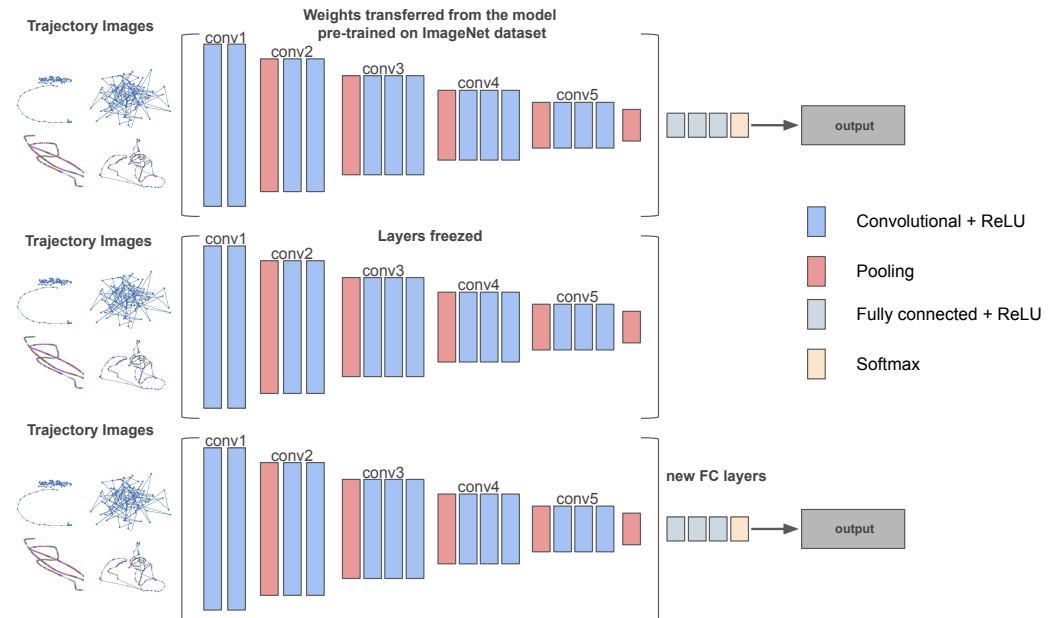 Trajectory Images
Weights transferred from the model
pre-trained on ImageNet dataset
conv1
conv2
conv3
conv4
conv5
output
Convolutional + ReLU
Pooling
Fully connected + ReLU
Softmax
Trajectory Images
Layers freezed
conv1
conv2
conv3
conv4
conv5
Trajectory Images
conv1
conv2
conv3
conv4
conv5
new FC layers
output